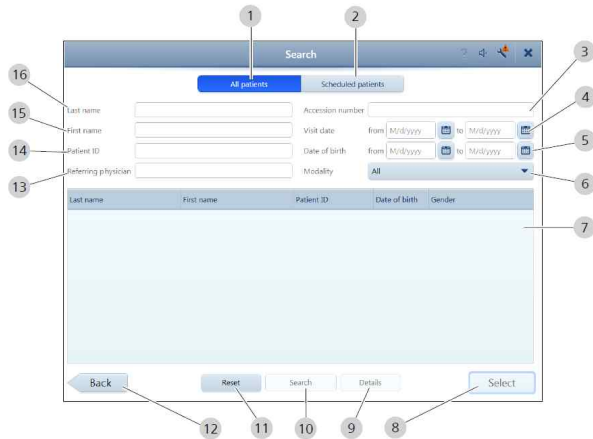 1 2
Search ?
3
All patients Scheduled patients
16 Last name Accession number
4
15 First name Visit date from M/d/yyyy to M/d/yyyy
5
14 Patient ID Date of birth from M/d/yyyy to M/d/yyyy
13 Referring physician Modality All
6
Last name First name Patient ID Date of birth Gender
7
Back Reset Search Details Select
12 11 10 9 8